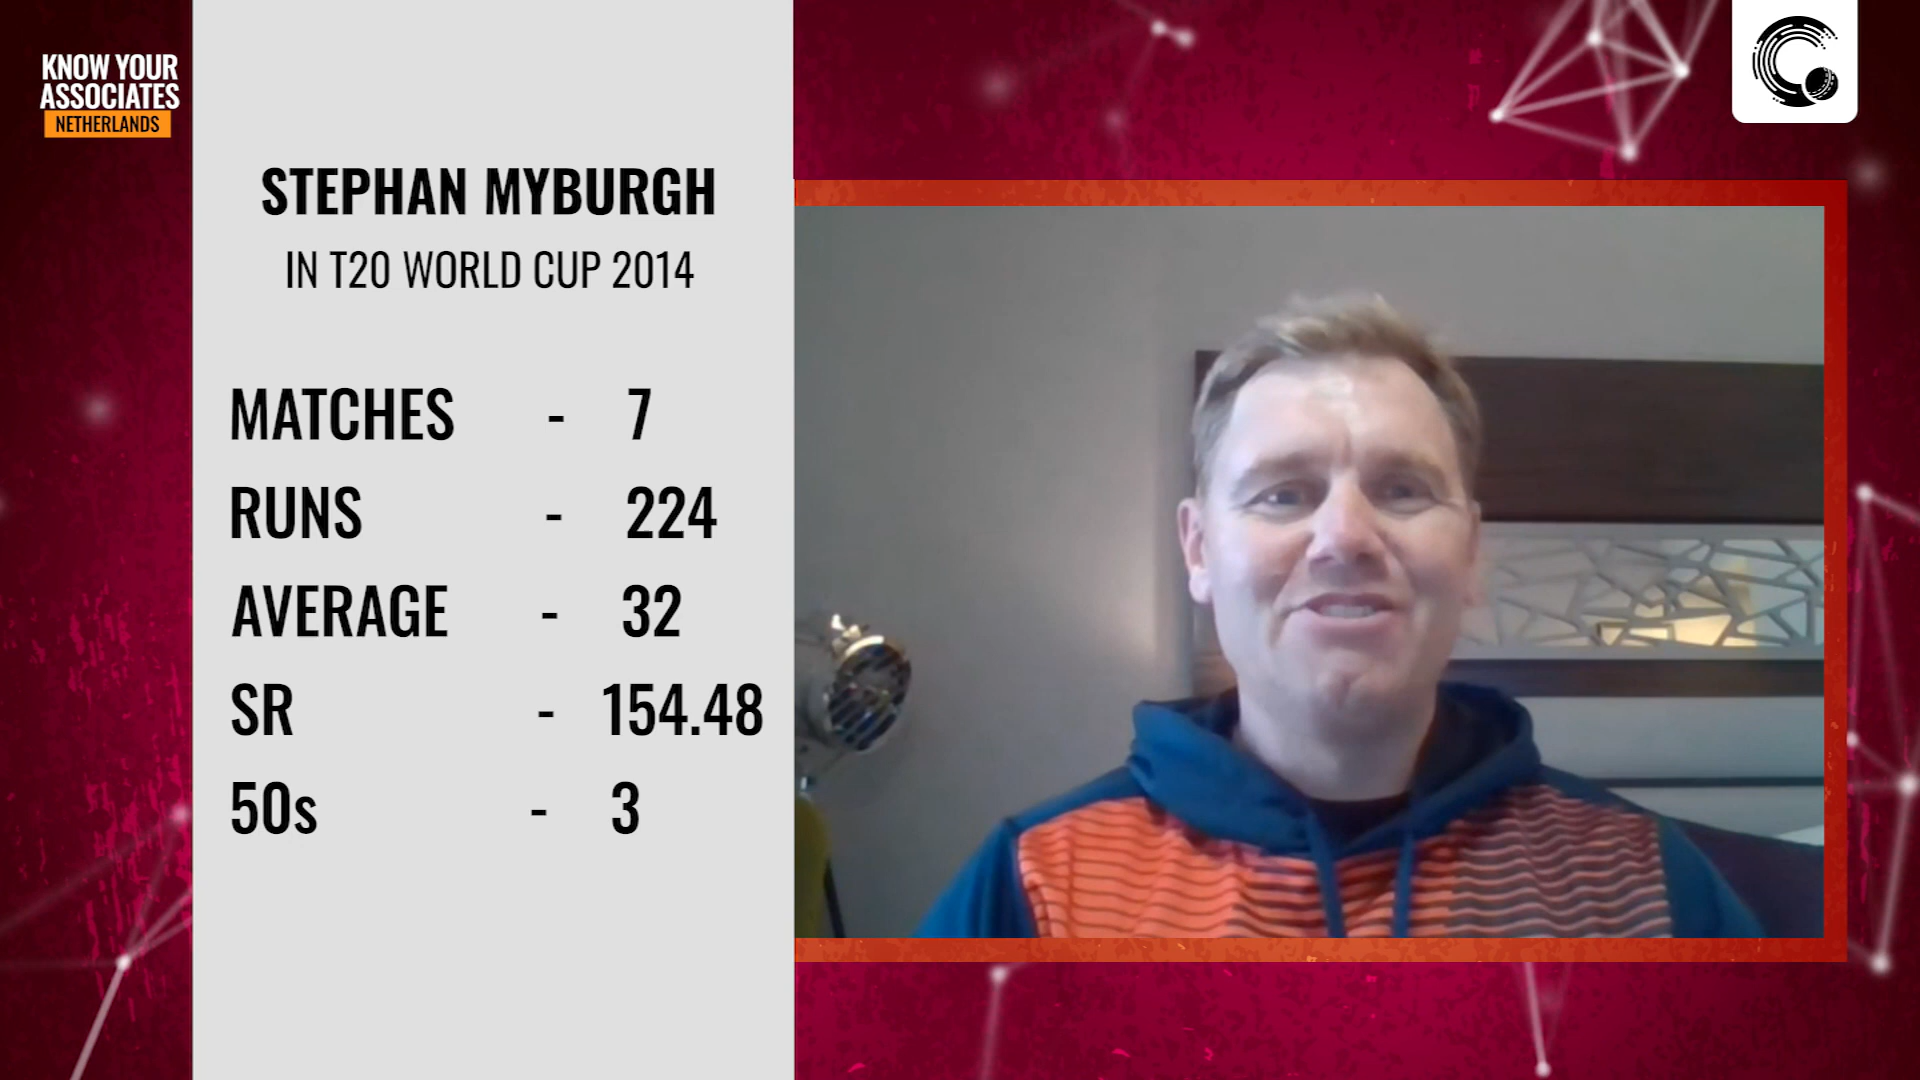 KNOW YOUR
ASSOCIATES
NETHERLANDS
STEPHAN MYBURGH
IN T20 WORLD CUP 2014
MATCHES - 7
RUNS - 224
AVERAGE - 32
SR - 154.48
50s - 3